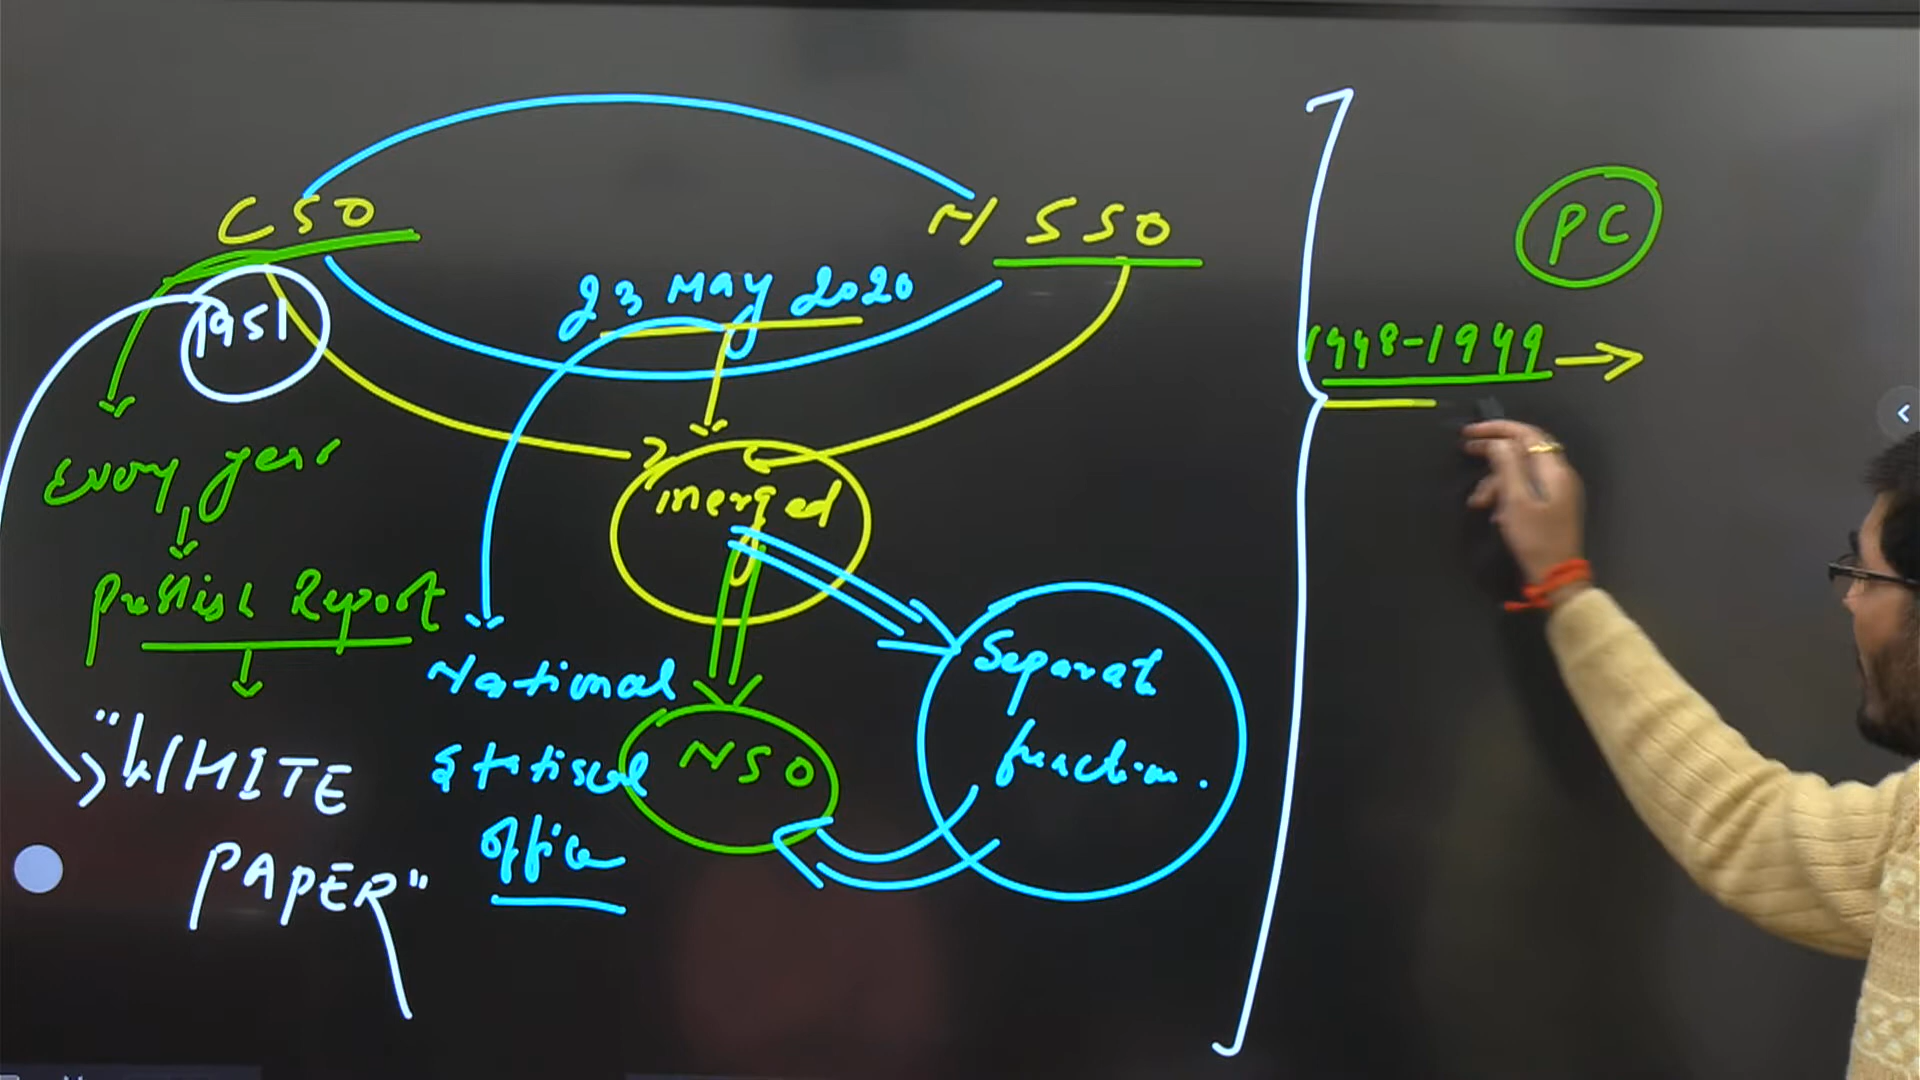 CSO
NSSO
PC
23 May 2020
1951
1948-1949
Every year
merged
Publish Report
National
Statiscal
Office
NSO
Separate
function.
"WHITE
PAPER"